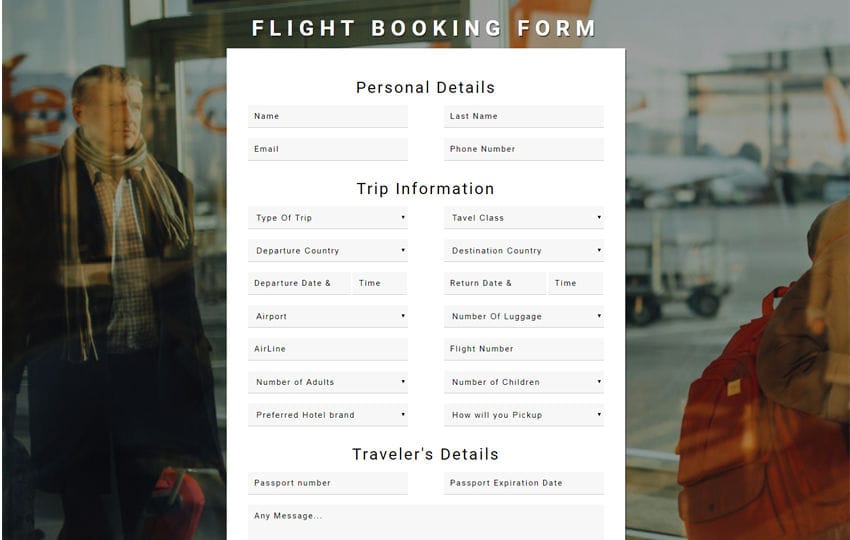 FLIGHT BOOKING FORM
Personal Details
Name Last Name
Email Phone Number
Trip Information
Type Of Trip Tavel Class
Departure Country Destination Country
Departure Date & Time Return Date & Time
Airport Number Of Luggage
AirLine Flight Number
Number of Adults Number of Children
Preferred Hotel brand How will you Pickup
Traveler's Details
Passport number Passport Expiration Date
Any Message...